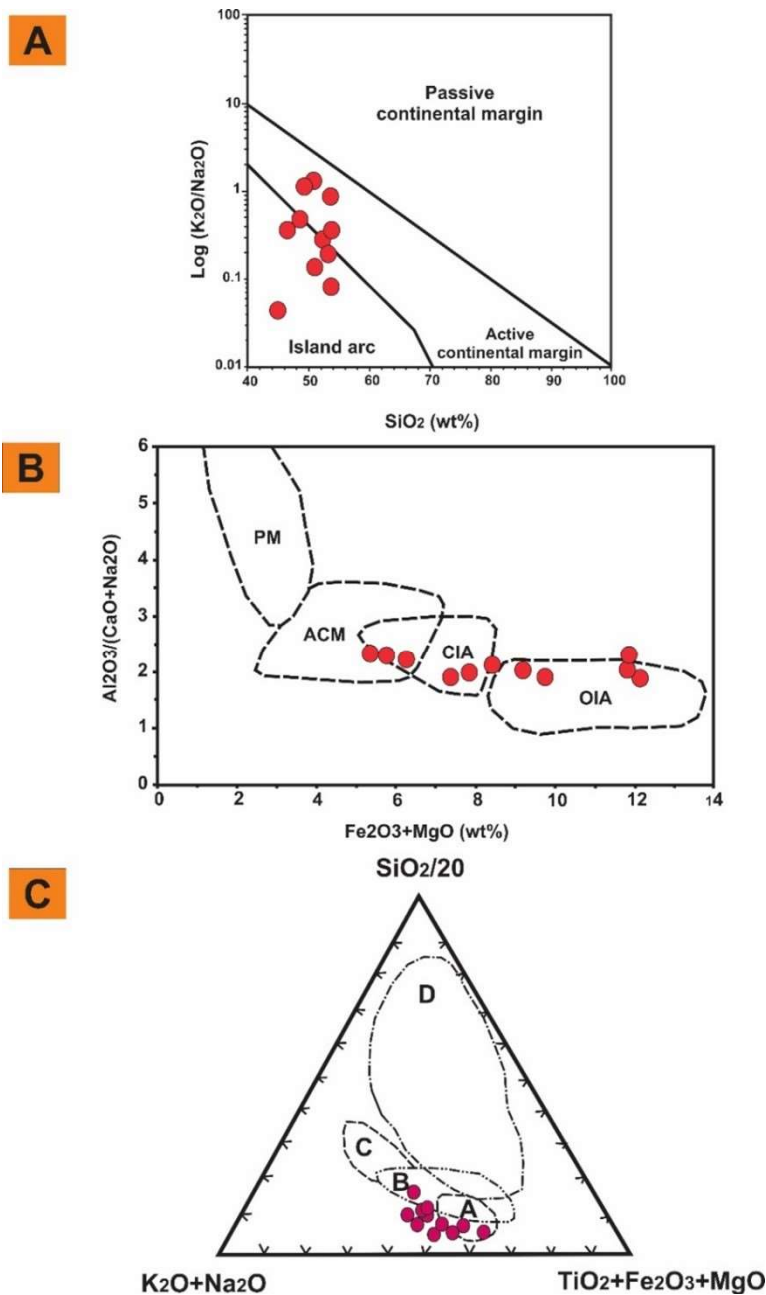 A
100
10
1
0.1
0.01
Log (K₂O/Na₂O)
Passive
continental margin
Island arc
Active
continental margin
40 50 60 70 80 90 100
SiO₂ (wt%)
B
6
5
4
3
2
1
0
Al2O3/(CaO+Na2O)
PM
ACM
CIA
OIA
0 2 4 6 8 10 12 14
Fe2O3+MgO (wt%)
C
SiO₂/20
D
C
B
A
K₂O+Na₂O
TiO₂+Fe₂O₃+MgO